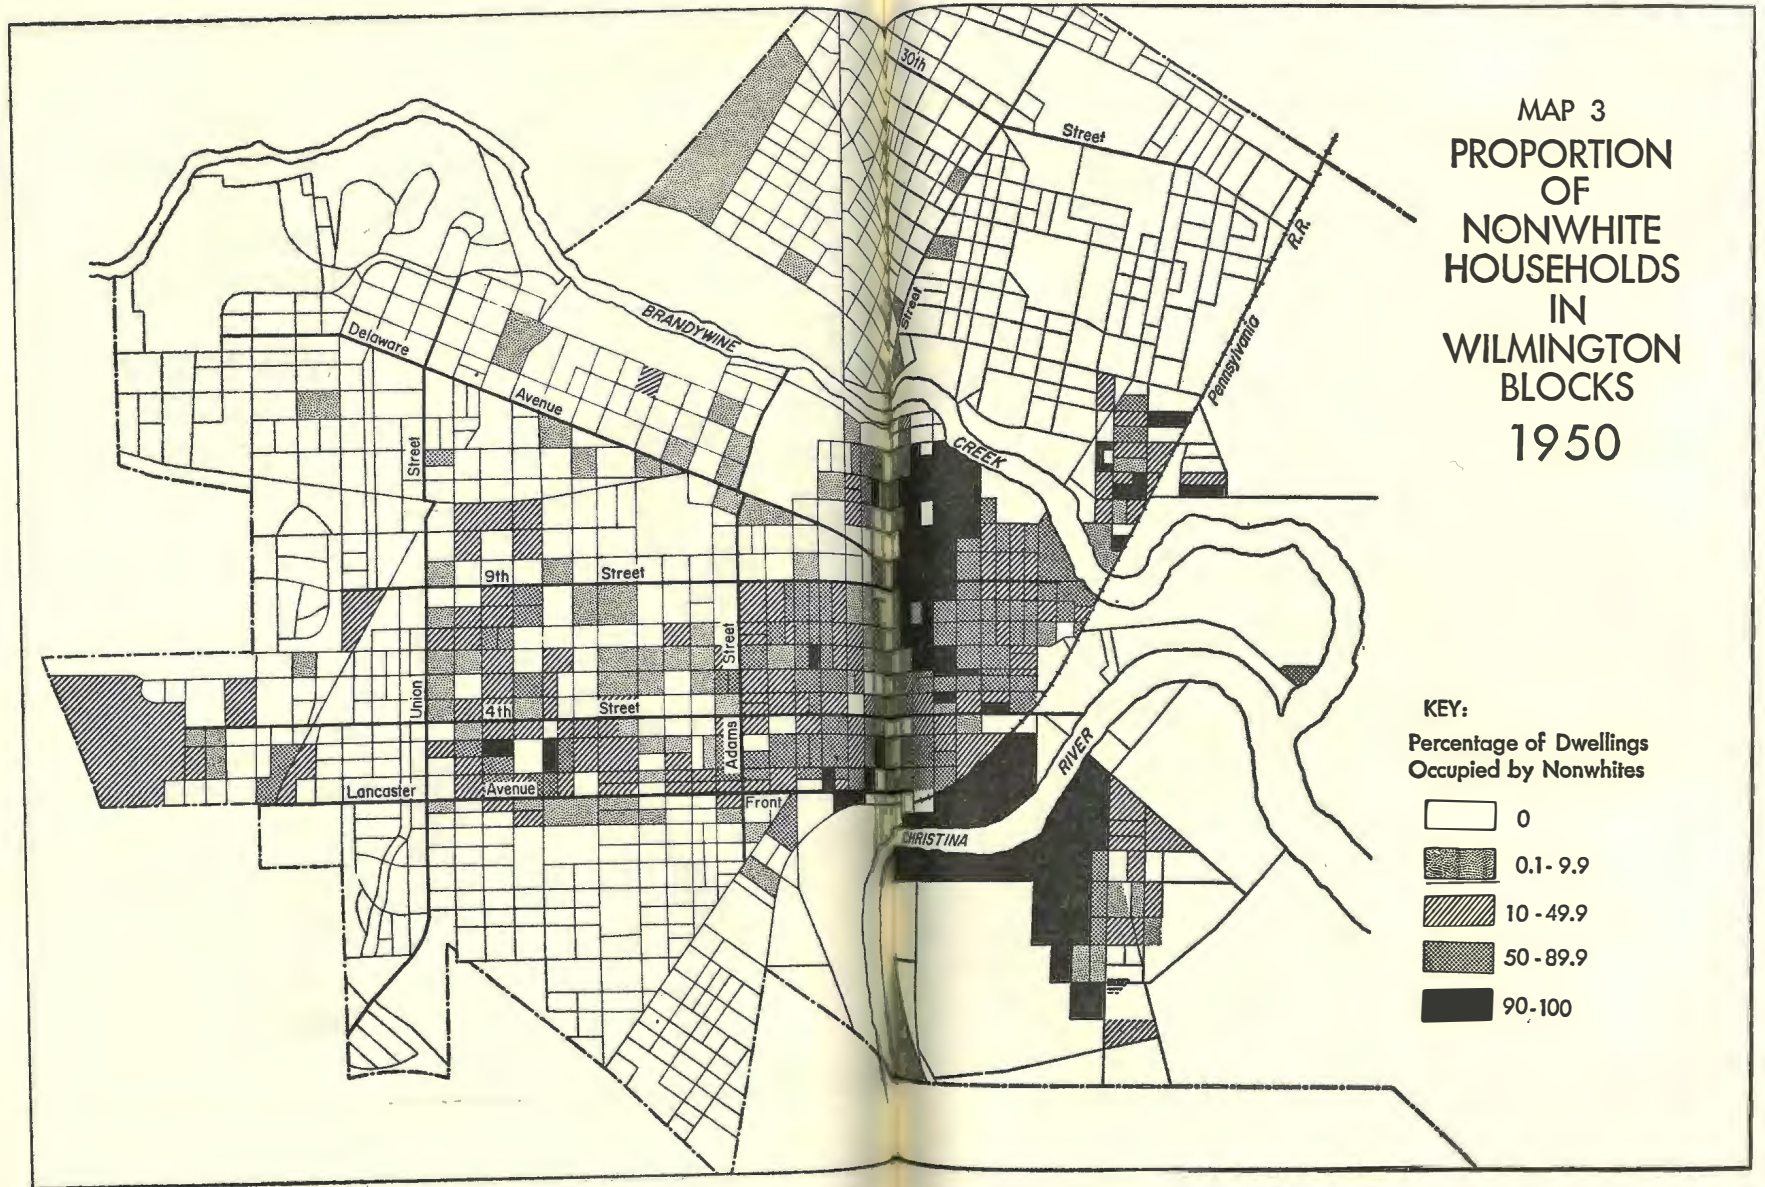 MAP 3
PROPORTION
OF
NONWHITE
HOUSEHOLDS
IN
WILMINGTON
BLOCKS
1950
30th
Street
R.R.
Pennsylvania
Street
BRANDYWINE
CREEK
Delaware
Avenue
Street
9th
Street
Street
Union
4th
Street
Adams
Lancaster
Avenue
Front
RIVER
CHRISTINA
KEY:
Percentage of Dwellings
Occupied by Nonwhites
0
0.1-9.9
10-49.9
50-89.9
90-100